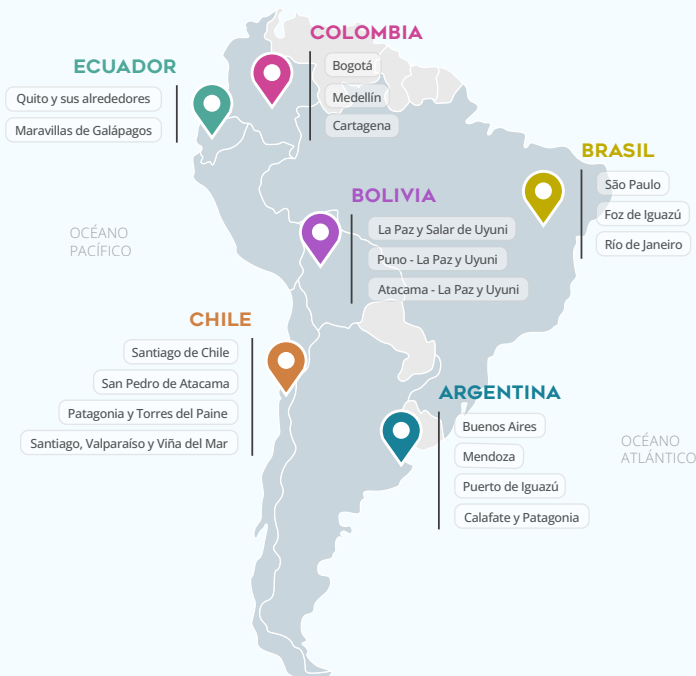 COLOMBIA
Bogotá
Medellín
Cartagena
ECUADOR
Quito y sus alrededores
Maravillas de Galápagos
BRASIL
São Paulo
Foz de Iguazú
Río de Janeiro
BOLIVIA
La Paz y Salar de Uyuni
Puno - La Paz y Uyuni
Atacama - La Paz y Uyuni
OCÉANO
PACÍFICO
CHILE
Santiago de Chile
San Pedro de Atacama
Patagonia y Torres del Paine
Santiago, Valparaíso y Viña del Mar
ARGENTINA
Buenos Aires
Mendoza
Puerto de Iguazú
Calafate y Patagonia
OCÉANO
ATLÁNTICO